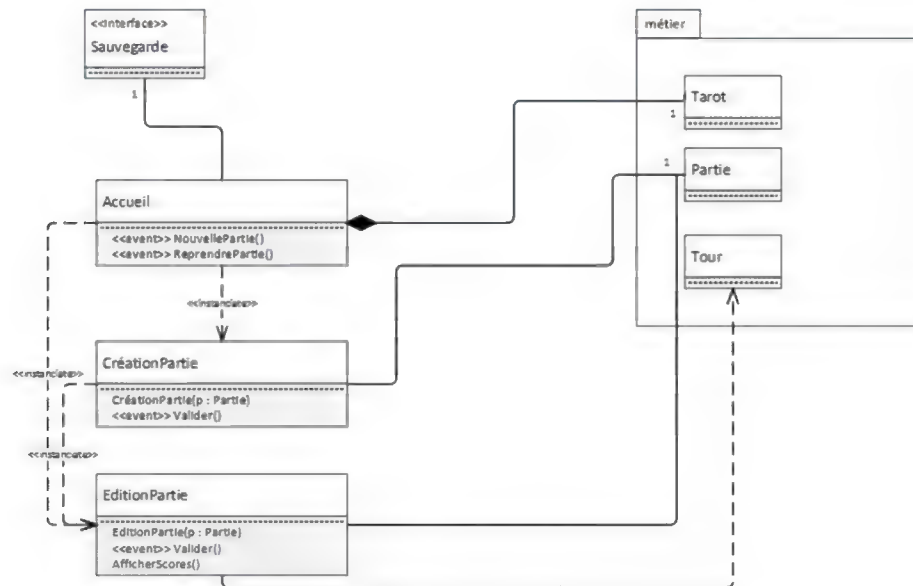 <<interface>>
Sauvegarde
1
métier
Tarot
1
Partie
1
Tour
Accueil
<<event>> NouvellePartie()
<<event>> ReprendrePartie()
<<instanciate>>
CréationPartie
CréationPartie(p : Partie)
<<event>> Valider()
<<instanciate>>
<<instanciate>>
EditionPartie
EditionPartie(p : Partie)
<<event>> Valider()
AfficherScores()